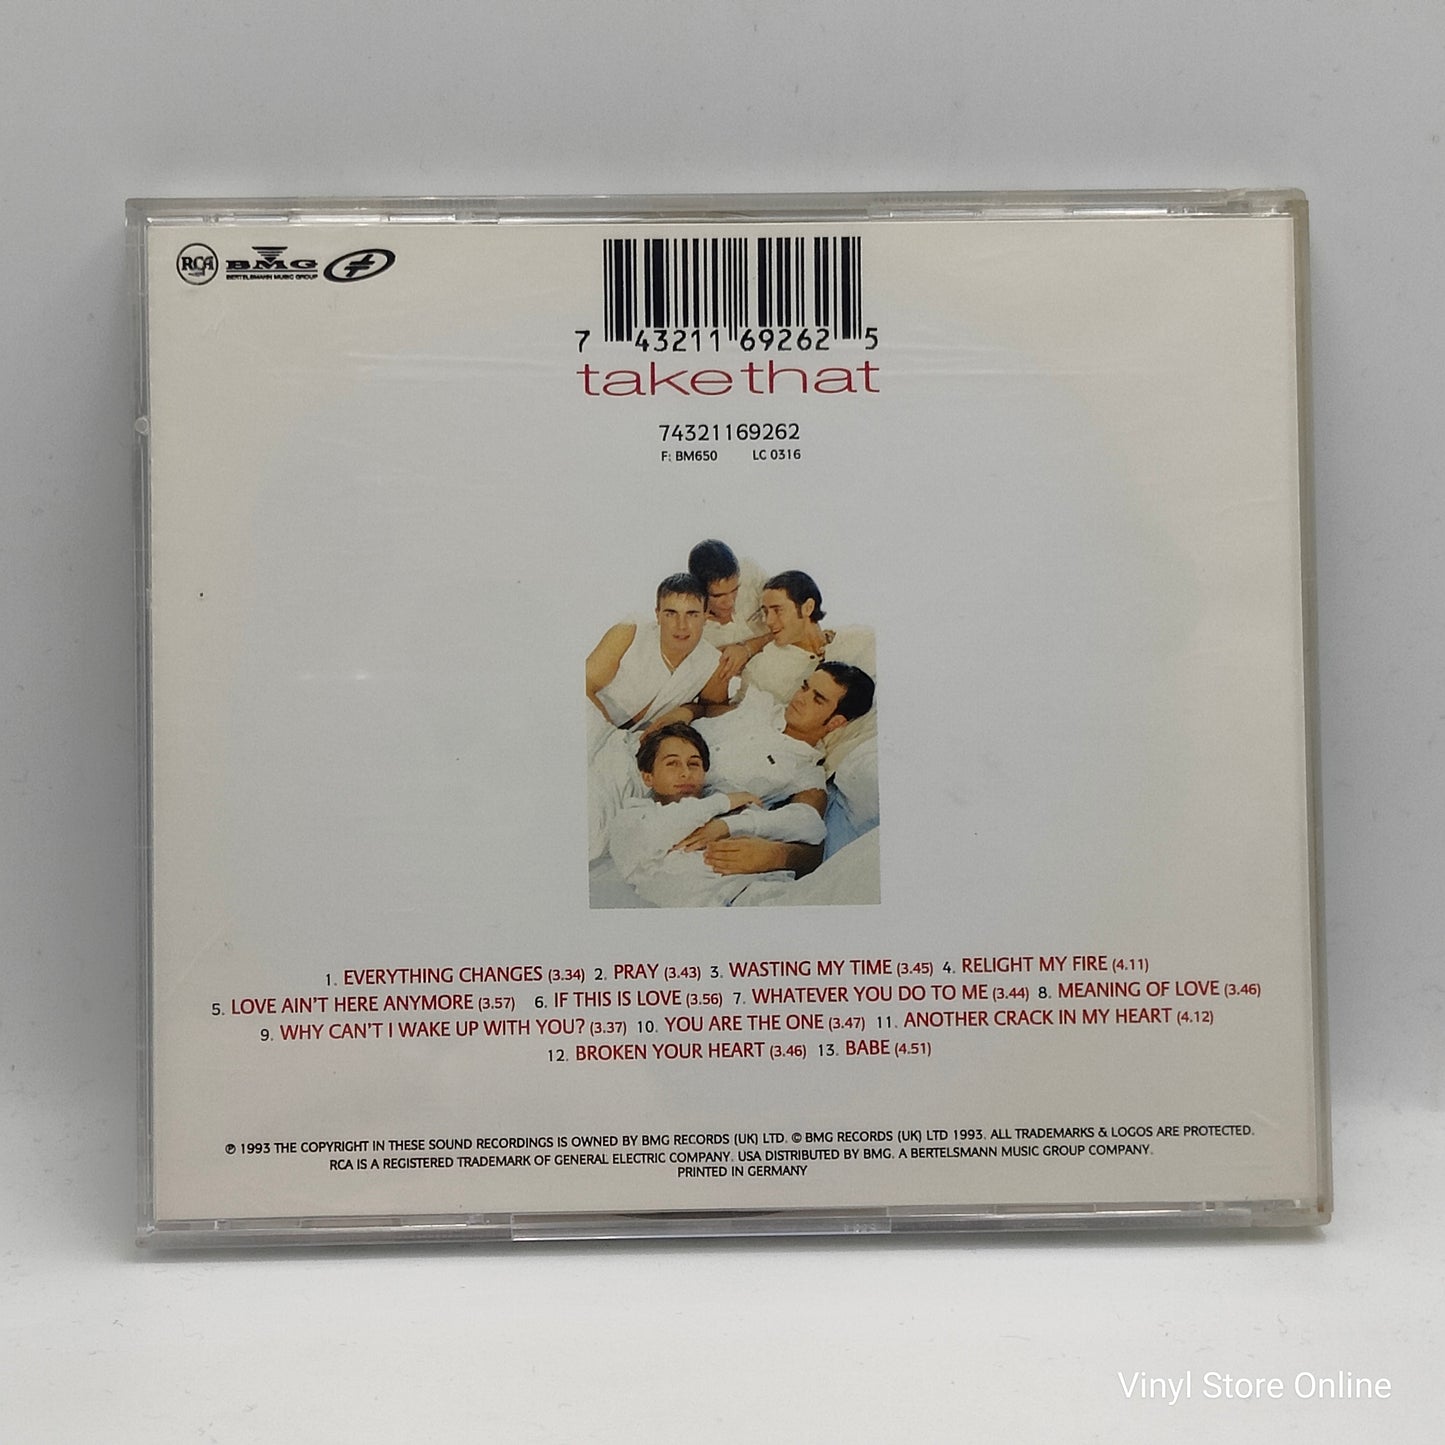 RCA BMG
BERTELSMANN MUSIC GROUP
7 43211 69262 5
take that
74321169262
F: BM650 LC 0316
1. EVERYTHING CHANGES (3.34) 2. PRAY (3.43) 3. WASTING MY TIME (3.45) 4. RELIGHT MY FIRE (4.11)
5. LOVE AIN'T HERE ANYMORE (3.57) 6. IF THIS IS LOVE (3.56) 7. WHATEVER YOU DO TO ME (3.44) 8. MEANING OF LOVE (3.46)
9. WHY CAN'T I WAKE UP WITH YOU? (3.37) 10. YOU ARE THE ONE (3.47) 11. ANOTHER CRACK IN MY HEART (4.12)
12. BROKEN YOUR HEART (3.46) 13. BABE (4.51)
℗ 1993 THE COPYRIGHT IN THESE SOUND RECORDINGS IS OWNED BY BMG RECORDS (UK) LTD. © BMG RECORDS (UK) LTD 1993. ALL TRADEMARKS & LOGOS ARE PROTECTED.
RCA IS A REGISTERED TRADEMARK OF GENERAL ELECTRIC COMPANY. USA DISTRIBUTED BY BMG. A BERTELSMANN MUSIC GROUP COMPANY.
PRINTED IN GERMANY
Vinyl Store Online